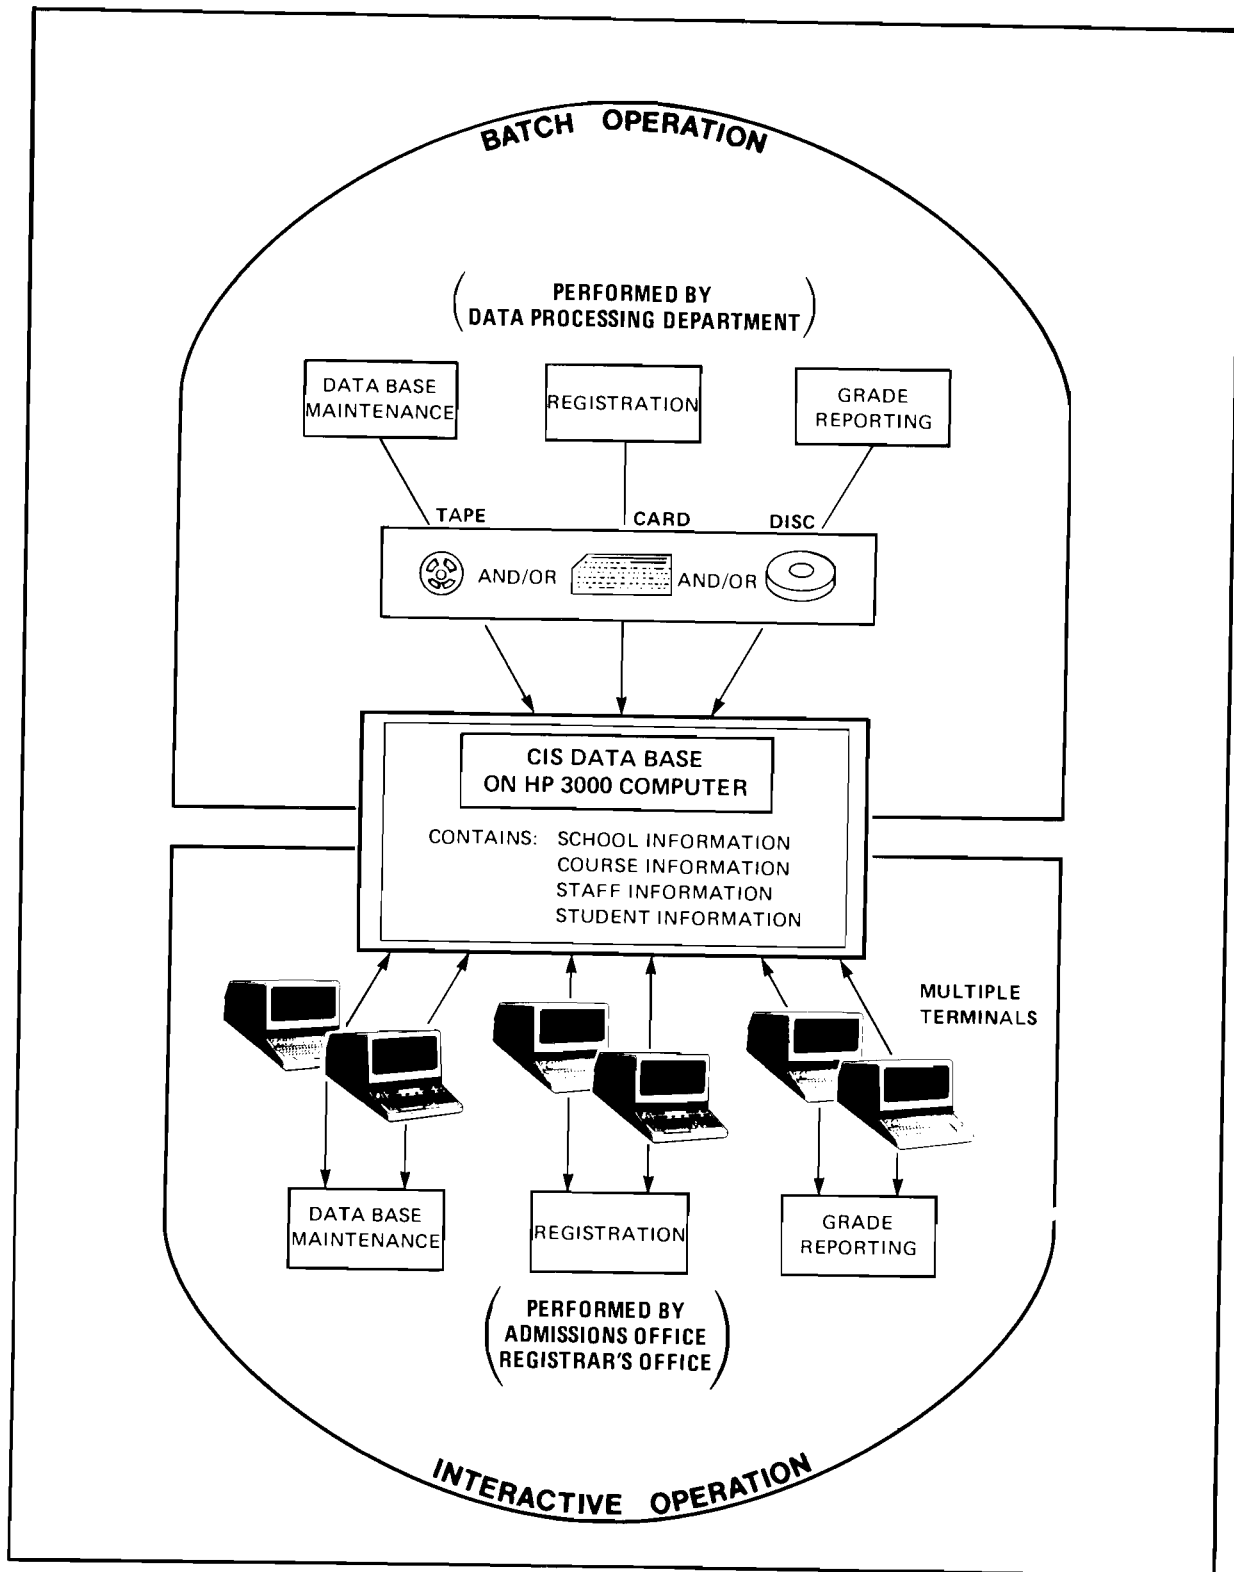 BATCH OPERATION
PERFORMED BY
DATA PROCESSING DEPARTMENT
DATA BASE
MAINTENANCE
REGISTRATION
GRADE
REPORTING
TAPE
CARD
DISC
AND/OR
AND/OR
CIS DATA BASE
ON HP 3000 COMPUTER
CONTAINS: SCHOOL INFORMATION
COURSE INFORMATION
STAFF INFORMATION
STUDENT INFORMATION
MULTIPLE
TERMINALS
DATA BASE
MAINTENANCE
REGISTRATION
GRADE
REPORTING
PERFORMED BY
ADMISSIONS OFFICE
REGISTRAR'S OFFICE
INTERACTIVE OPERATION